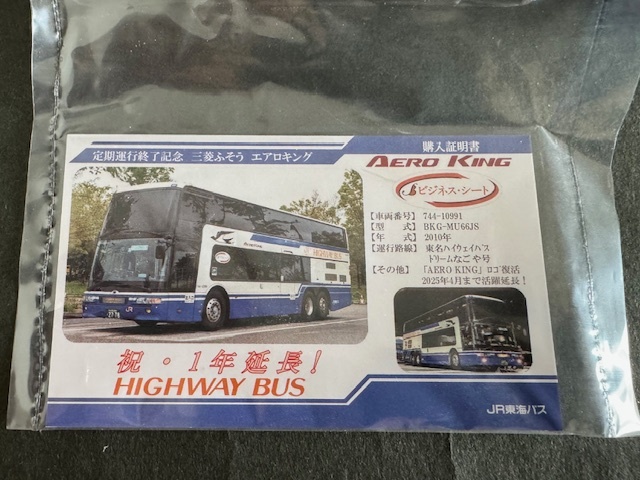 定期運行終了記念 三菱ふそう エアロキング
購入証明書
AERO KING
ビジネス・シート
【車両番号】 744-10991
【型　式】 BKG-MU66JS
【年　式】 2010年
【運行路線】 東名ハイウェイバス
ドリームなごや号
【その他】 「AERO KING」ロゴ復活
2025年4月まで活躍延長!
祝・1年延長!
HIGHWAY BUS
JR東海バス